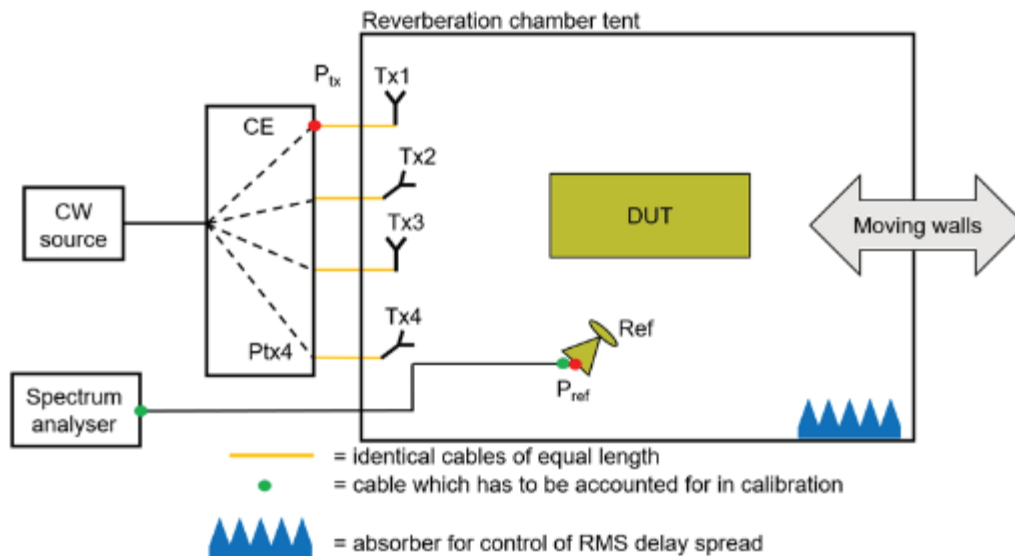 Reverberation chamber tent
Ptx
Tx1
CE
Tx2
CW
source
Tx3
DUT
Moving walls
Tx4
Ref
Ptx4
Pref
Spectrum
analyser
= identical cables of equal length
= cable which has to be accounted for in calibration
= absorber for control of RMS delay spread